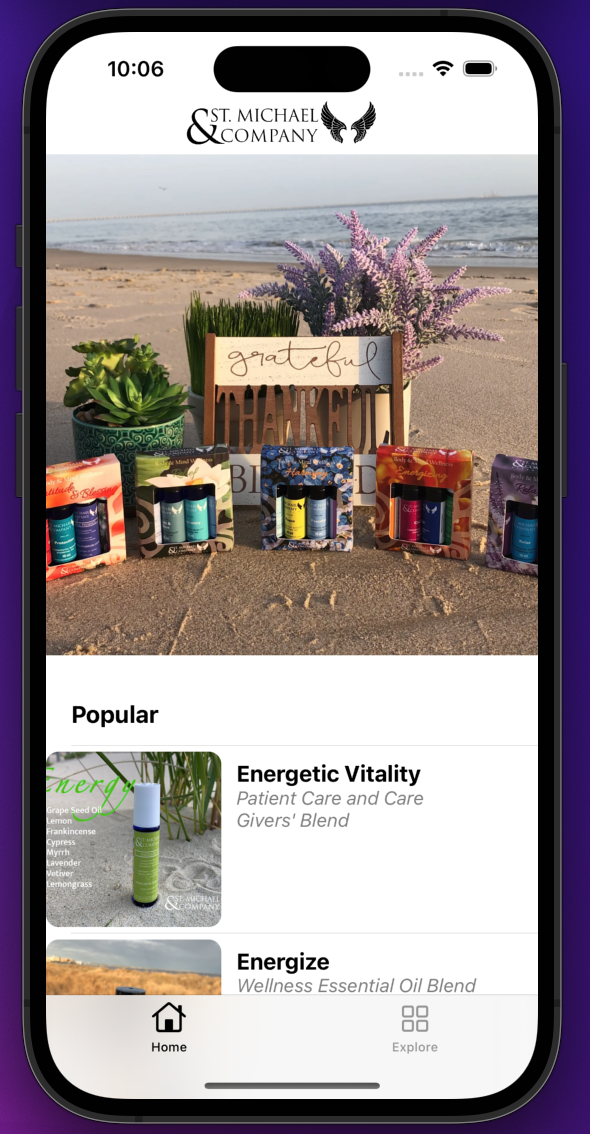 10:06
&ST. MICHAEL
COMPANY
grateful
THANKFUL
Energizing
Popular
Energy
Grape Seed Oil
Lemon
Frankincense
Cypress
Myrrh
Lavender
Vetiver
Lemongrass
&ST. MICHAEL
COMPANY
Energetic Vitality
Patient Care and Care
Givers' Blend
Energize
Wellness Essential Oil Blend
Home
Explore